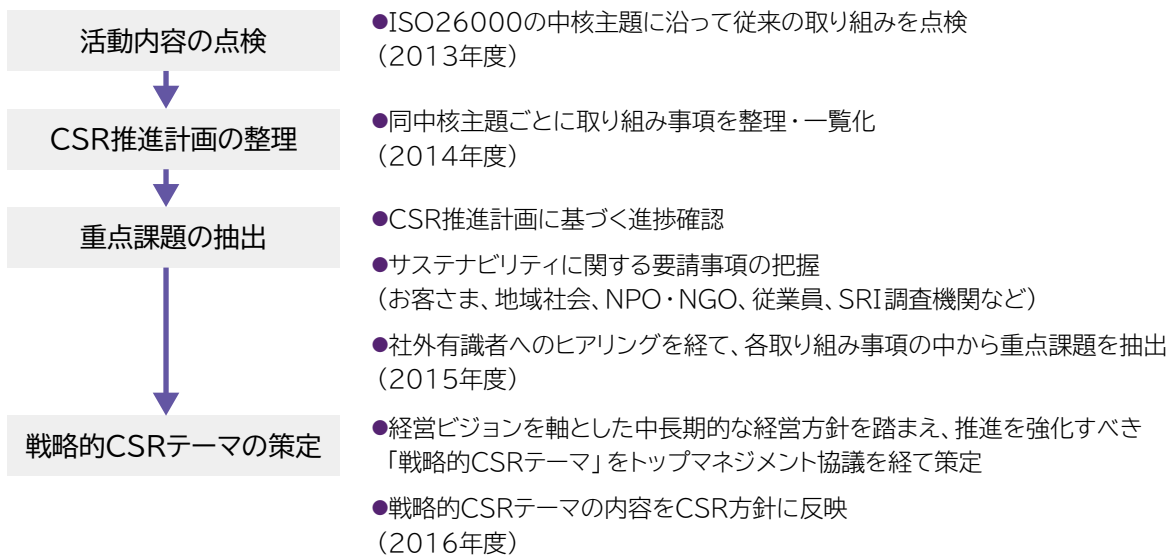 活動内容の点検
●ISO26000の中核主題に沿って従来の取り組みを点検
（2013年度）
CSR推進計画の整理
●同中核主題ごとに取り組み事項を整理・一覧化
（2014年度）
重点課題の抽出
●CSR推進計画に基づく進捗確認
●サステナビリティに関する要請事項の把握
（お客さま、地域社会、NPO・NGO、従業員、SRI調査機関など）
●社外有識者へのヒアリングを経て、各取り組み事項の中から重点課題を抽出
（2015年度）
戦略的CSRテーマの策定
●経営ビジョンを軸とした中長期的な経営方針を踏まえ、推進を強化すべき
「戦略的CSRテーマ」をトップマネジメント協議を経て策定
●戦略的CSRテーマの内容をCSR方針に反映
（2016年度）